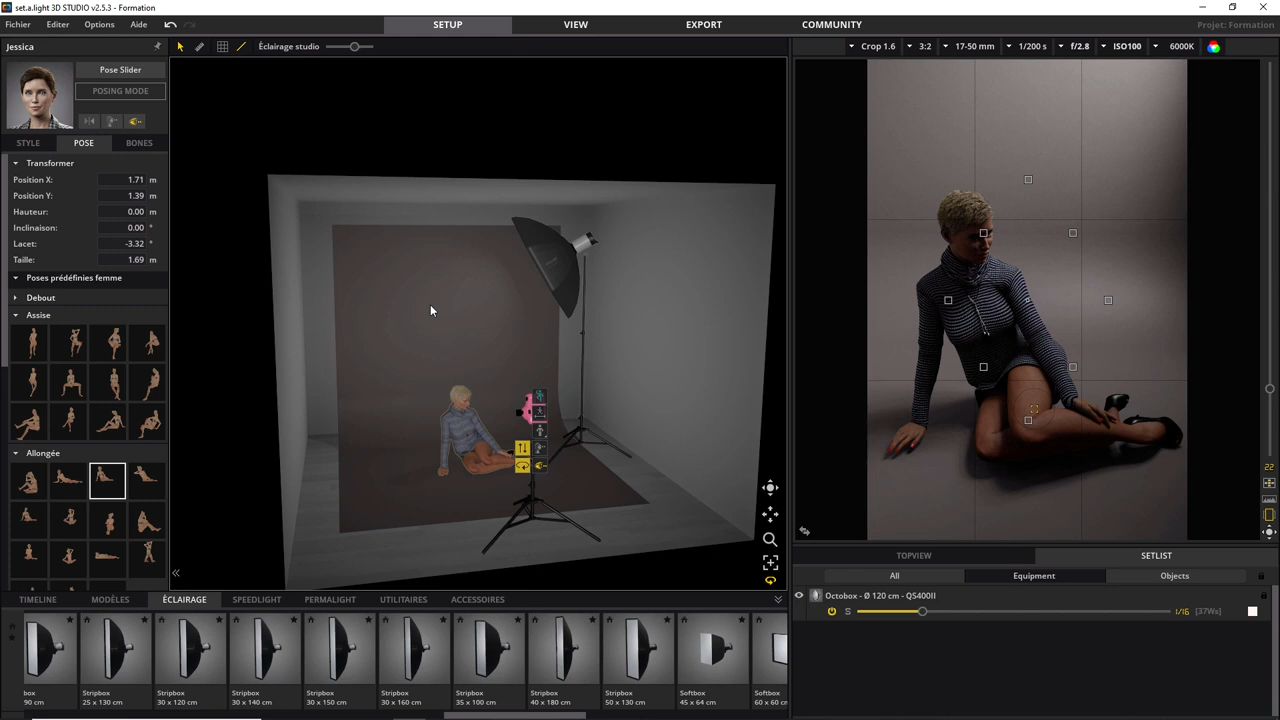 set.a.light 3D STUDIO v2.5.3 - Formation
Fichier Editer Options Aide SETUP VIEW EXPORT COMMUNITY Projet: Formation
Jessica Éclairage studio Crop 1.6 3:2 17-50 mm 1/200 s f/2.8 ISO100 6000K
Pose Slider
POSING MODE
STYLE POSE BONES
Transformer
Position X: 1.71 m
Position Y: 1.39 m
Hauteur: 0.00 m
Inclinaison: 0.00 °
Lacet: -3.32 °
Taille: 1.69 m
Poses prédéfinies femme
Debout
Assise
Allongée
22
TOPVIEW SETLIST
All Equipment Objects
Octobox - Ø 120 cm - QS400II
S 1/16 [37Ws]
TIMELINE MODÈLES ÉCLAIRAGE SPEEDLIGHT PERMALIGHT UTILITAIRES ACCESSOIRES
box
90 cm
Stripbox
25 x 130 cm
Stripbox
30 x 120 cm
Stripbox
30 x 140 cm
Stripbox
30 x 150 cm
Stripbox
30 x 160 cm
Stripbox
35 x 100 cm
Stripbox
40 x 180 cm
Stripbox
50 x 130 cm
Softbox
45 x 64 cm
Softbox
60 x 60 c